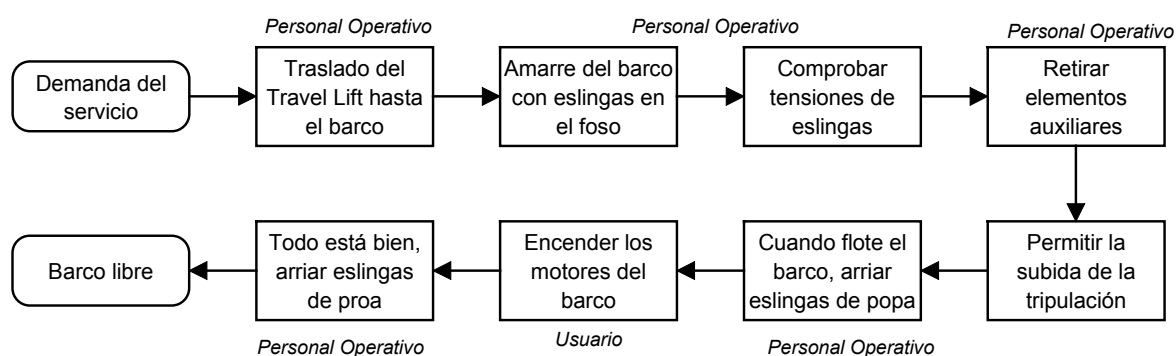 Personal Operativo
Personal Operativo
Personal Operativo
Demanda del
servicio
Traslado del
Travel Lift hasta
el barco
Amarre del barco
con eslingas en
el foso
Comprobar
tensiones de
eslingas
Retirar
elementos
auxiliares
Barco libre
Todo está bien,
arriar eslingas
de proa
Encender los
motores del
barco
Cuando flote el
barco, arriar
eslingas de popa
Permitir la
subida de la
tripulación
Personal Operativo
Usuario
Personal Operativo